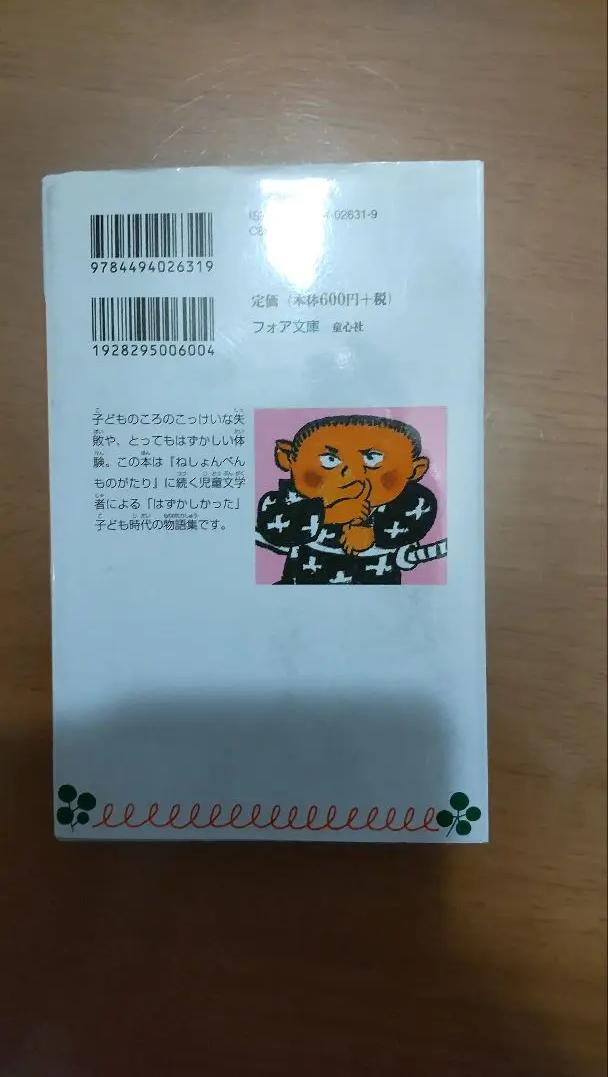 9784494026319
1928295006004
02631-9
定価(本体600円+税)
フォア文庫 童心社
子どものころのこっけいな失
敗や、とってもはずかしい体
験。この本は『ねしょんべん
ものがたり』に続く児童文学
者による「はずかしかった」
子ども時代の物語集です。